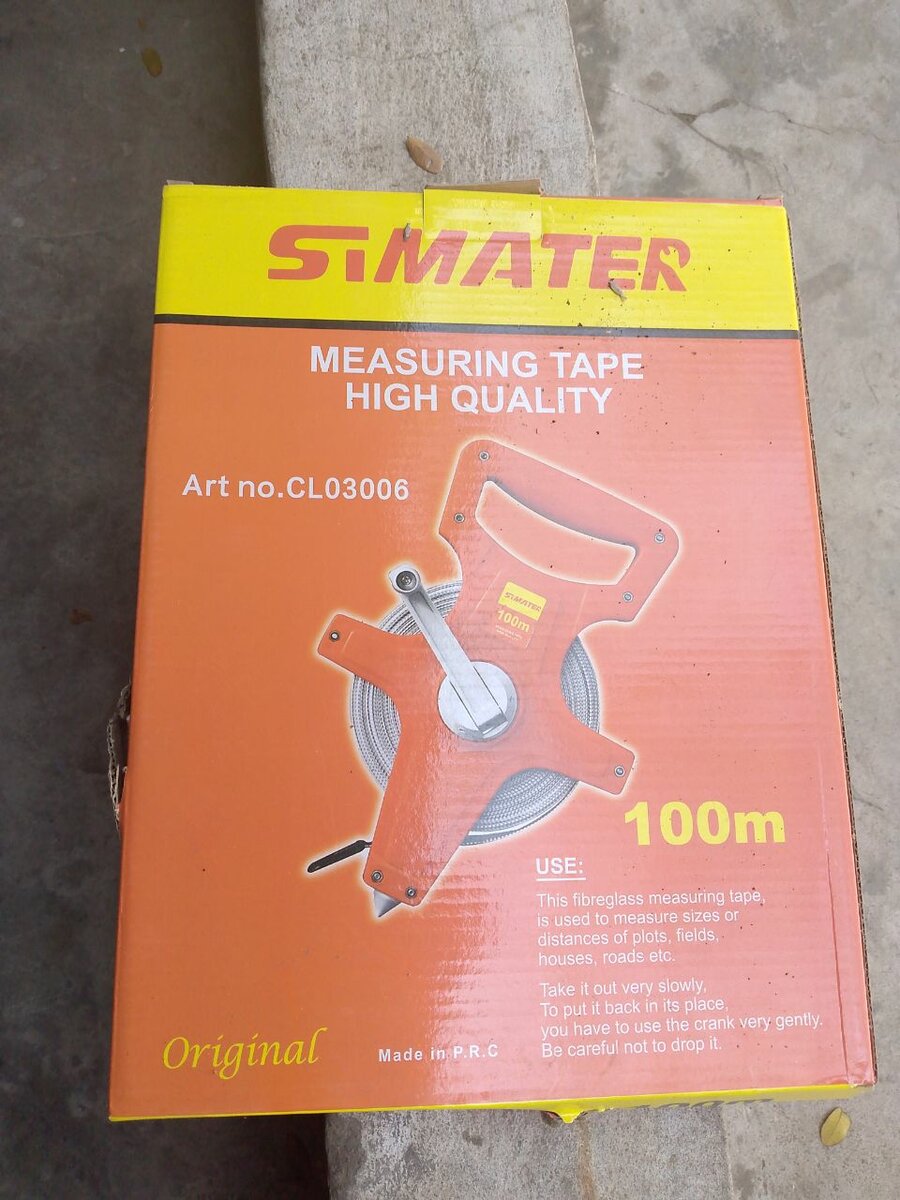 SIMATER
MEASURING TAPE
HIGH QUALITY
Art no.CL03006
SIMATER
100m
100m
USE:
This fibreglass measuring tape,
is used to measure sizes or
distances of plots, fields,
houses, roads etc.
Take it out very slowly,
To put it back in its place,
you have to use the crank very gently.
Be careful not to drop it.
Original
Made in P.R.C